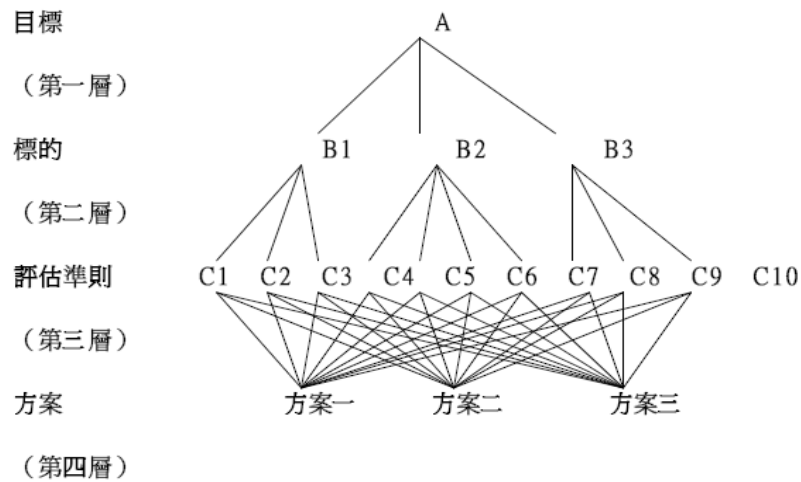 目標 A
（第一層）
標的 B1 B2 B3
（第二層）
評估準則 C1 C2 C3 C4 C5 C6 C7 C8 C9 C10
（第三層）
方案 方案一 方案二 方案三
（第四層）